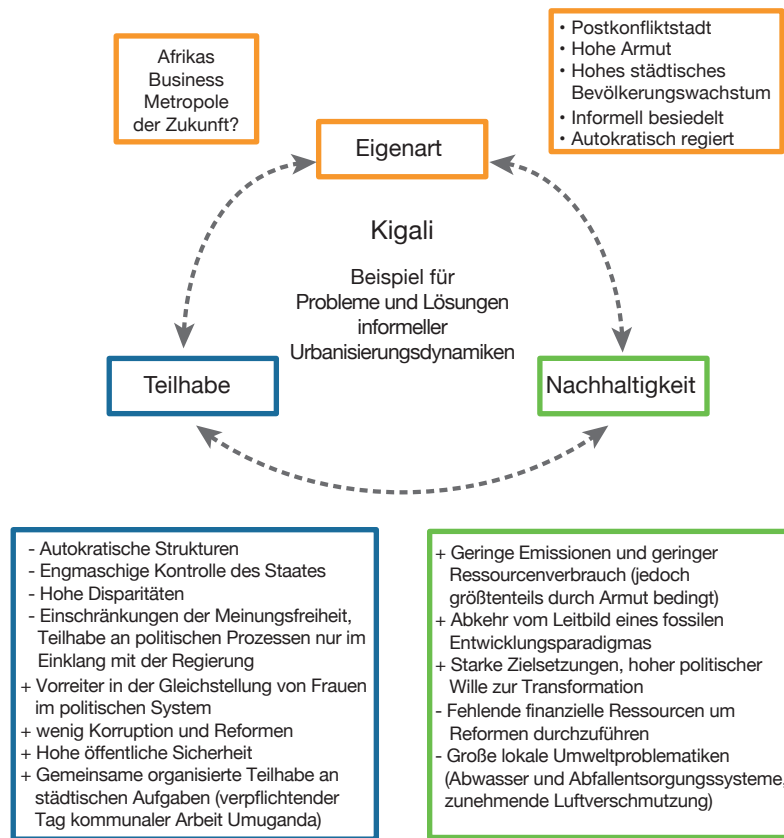 Afrikas
Business
Metropole
der Zukunft?
• Postkonfliktstadt
• Hohe Armut
• Hohes städtisches
Bevölkerungswachstum
• Informell besiedelt
• Autokratisch regiert
Eigenart
Kigali
Beispiel für
Probleme und Lösungen
informeller
Urbanisierungsdynamiken
Teilhabe
Nachhaltigkeit
- Autokratische Strukturen
- Engmaschige Kontrolle des Staates
- Hohe Disparitäten
- Einschränkungen der Meinungsfreiheit,
Teilhabe an politischen Prozessen nur im
Einklang mit der Regierung
+ Vorreiter in der Gleichstellung von Frauen
im politischen System
+ wenig Korruption und Reformen
+ Hohe öffentliche Sicherheit
+ Gemeinsame organisierte Teilhabe an
städtischen Aufgaben (verpflichtender
Tag kommunaler Arbeit Umuganda)
+ Geringe Emissionen und geringer
Ressourcenverbrauch (jedoch
größtenteils durch Armut bedingt)
+ Abkehr vom Leitbild eines fossilen
Entwicklungsparadigmas
+ Starke Zielsetzungen, hoher politischer
Wille zur Transformation
- Fehlende finanzielle Ressourcen um
Reformen durchzuführen
- Große lokale Umweltproblematiken
(Abwasser und Abfallentsorgungssysteme,
zunehmende Luftverschmutzung)